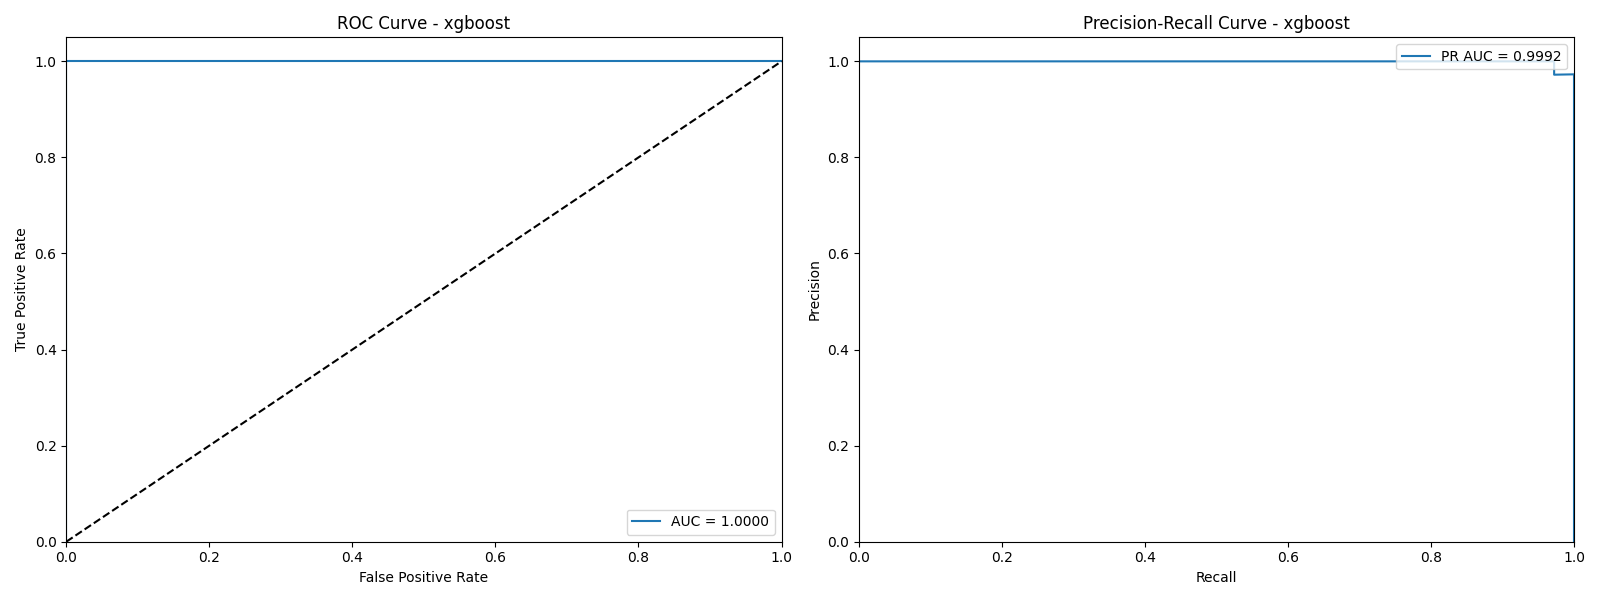 ROC Curve - xgboost
True Positive Rate
1.0
0.8
0.6
0.4
0.2
0.0
AUC = 1.0000
0.0 0.2 0.4 0.6 0.8 1.0
False Positive Rate
Precision-Recall Curve - xgboost
Precision
1.0
0.8
0.6
0.4
0.2
0.0
PR AUC = 0.9992
0.0 0.2 0.4 0.6 0.8 1.0
Recall